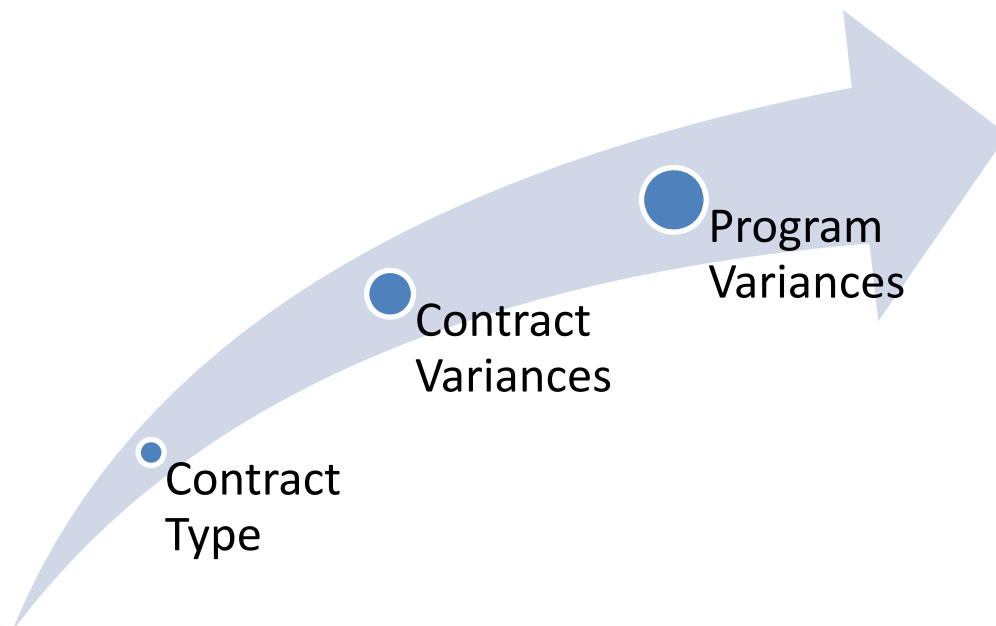 Program
Variances
Contract
Variances
Contract
Type